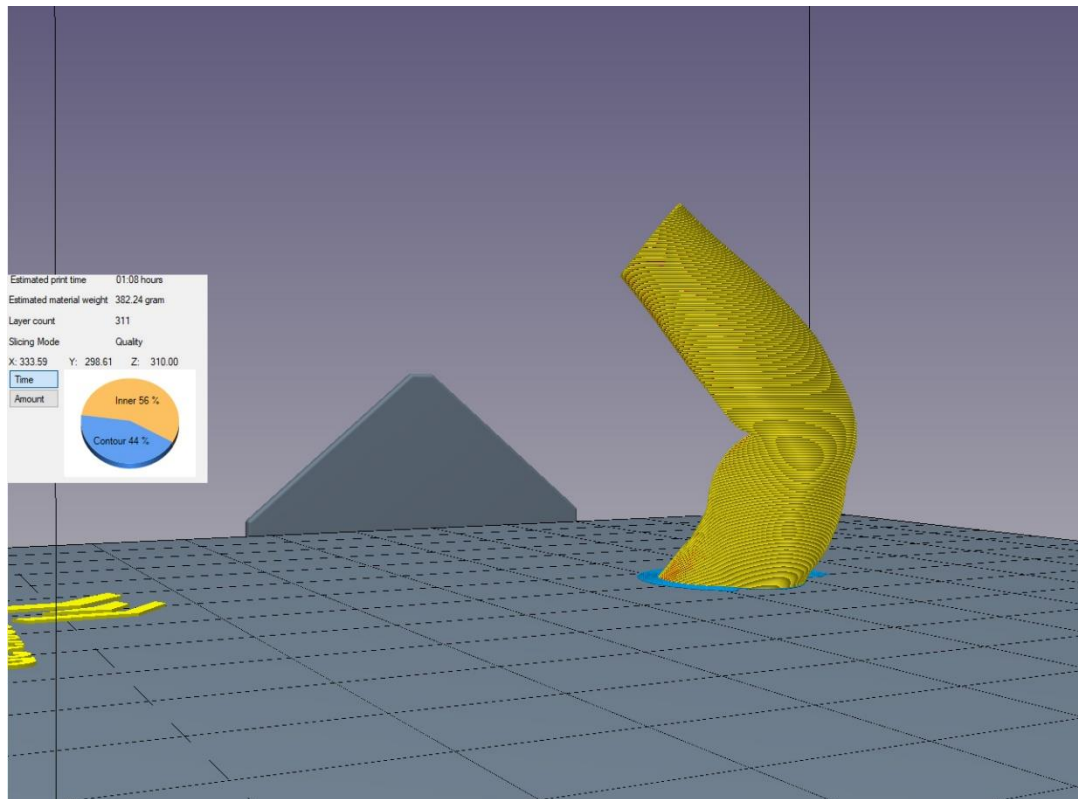 Estimated print time 01:08 hours
Estimated material weight 382.24 gram
Layer count 311
Slicing Mode Quality
X: 333.59 Y: 298.61 Z: 310.00
Time
Amount
Inner 56 %
Contour 44 %